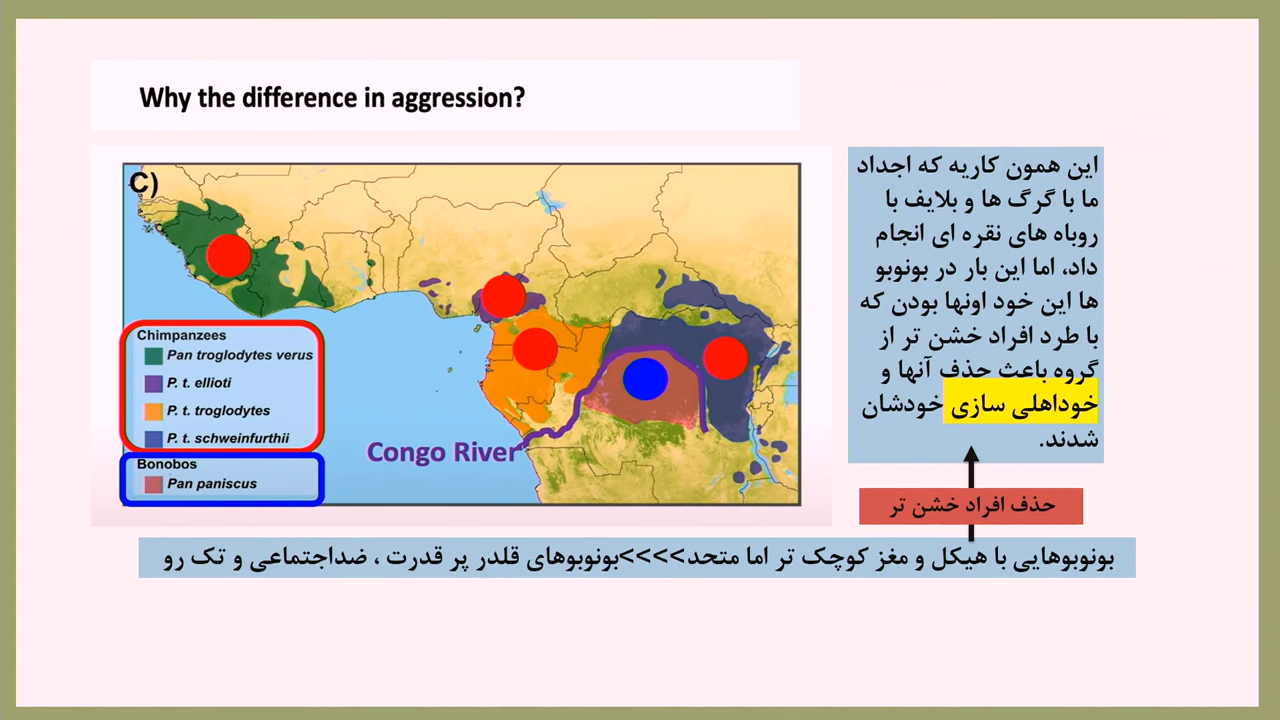 Why the difference in aggression?
C)
Chimpanzees
Pan troglodytes verus
P. t. ellioti
P. t. troglodytes
P. t. schweinfurthii
Bonobos
Pan paniscus
Congo River
این همون کاریه که اجداد
ما با گرگ ها و بلایف با
روباه های نقره ای انجام
داد، اما این بار در بونوبو
ها این خود اونها بودن که
با طرد افراد خشن تر از
گروه باعث حذف آنها و
خوداهلی سازی خودشان
شدند.
حذف افراد خشن تر
بونوبوهایی با هیکل و مغز کوچک تر اما متحد>>>>بونوبوهای قلدر پر قدرت ، ضداجتماعی و تک رو